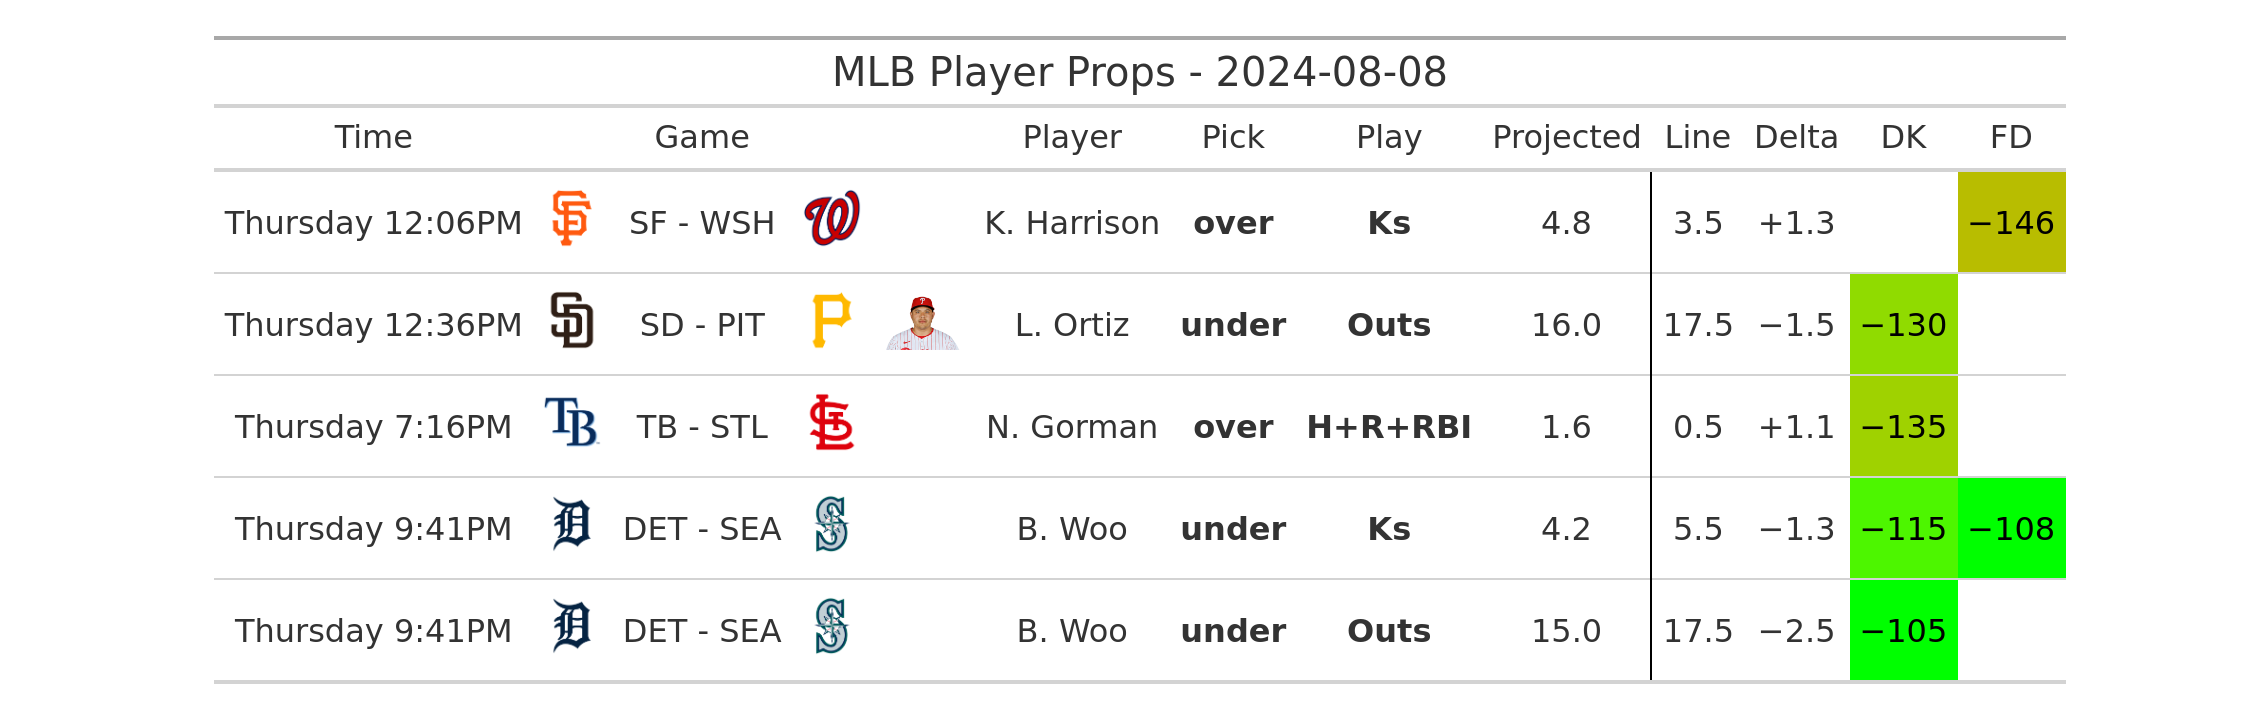 MLB Player Props - 2024-08-08
Time Game Player Pick Play Projected Line Delta DK FD
Thursday 12:06PM SF SF - WSH W K. Harrison over Ks 4.8 3.5 +1.3 −146
Thursday 12:36PM SD SD - PIT P L. Ortiz under Outs 16.0 17.5 −1.5 −130
Thursday 7:16PM TB TB - STL STL N. Gorman over H+R+RBI 1.6 0.5 +1.1 −135
Thursday 9:41PM D DET - SEA S B. Woo under Ks 4.2 5.5 −1.3 −115 −108
Thursday 9:41PM D DET - SEA S B. Woo under Outs 15.0 17.5 −2.5 −105